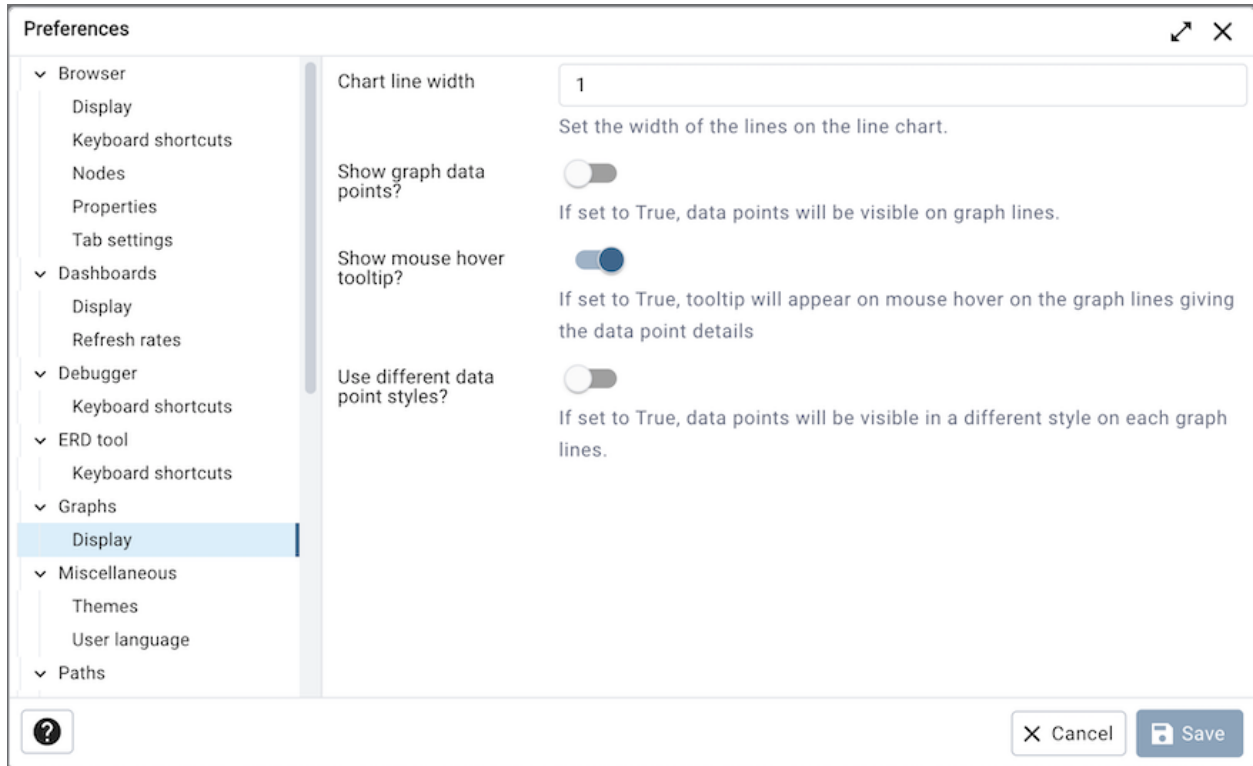 Preferences
Browser
Display
Keyboard shortcuts
Nodes
Properties
Tab settings
Dashboards
Display
Refresh rates
Debugger
Keyboard shortcuts
ERD tool
Keyboard shortcuts
Graphs
Display
Miscellaneous
Themes
User language
Paths
Chart line width
1
Set the width of the lines on the line chart.
Show graph data
points?
If set to True, data points will be visible on graph lines.
Show mouse hover
tooltip?
If set to True, tooltip will appear on mouse hover on the graph lines giving
the data point details
Use different data
point styles?
If set to True, data points will be visible in a different style on each graph
lines.
?
Cancel
Save